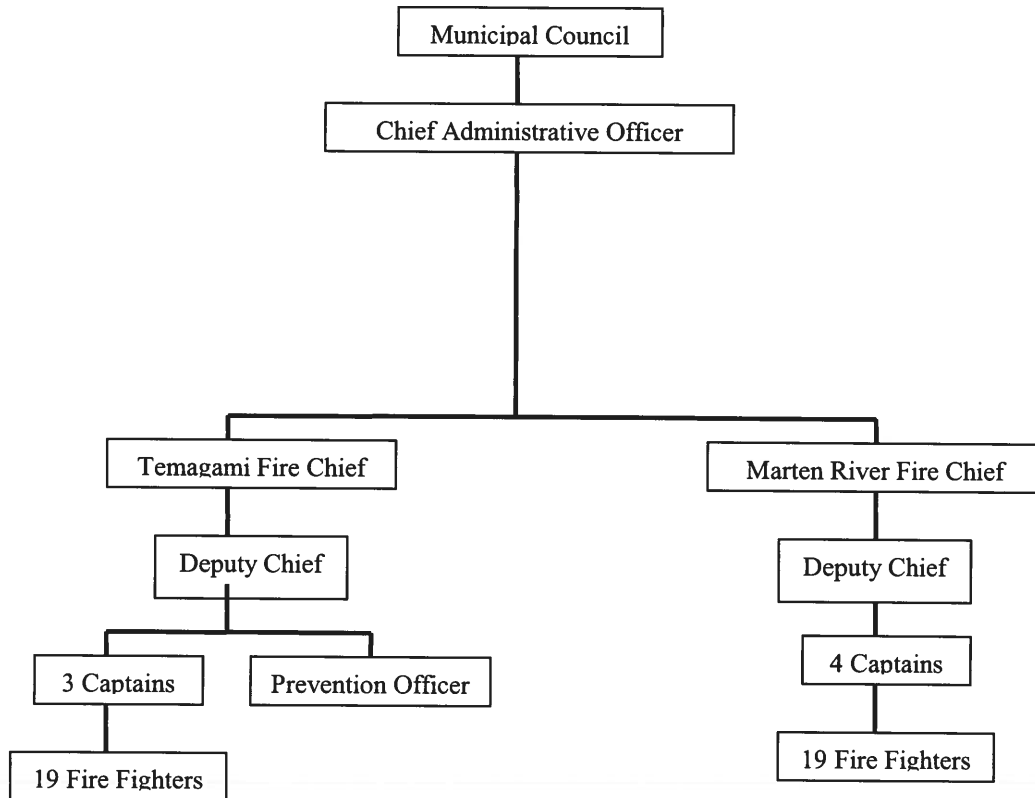 Municipal Council
Chief Administrative Officer
Temagami Fire Chief
Marten River Fire Chief
Deputy Chief
Deputy Chief
3 Captains
Prevention Officer
4 Captains
19 Fire Fighters
19 Fire Fighters